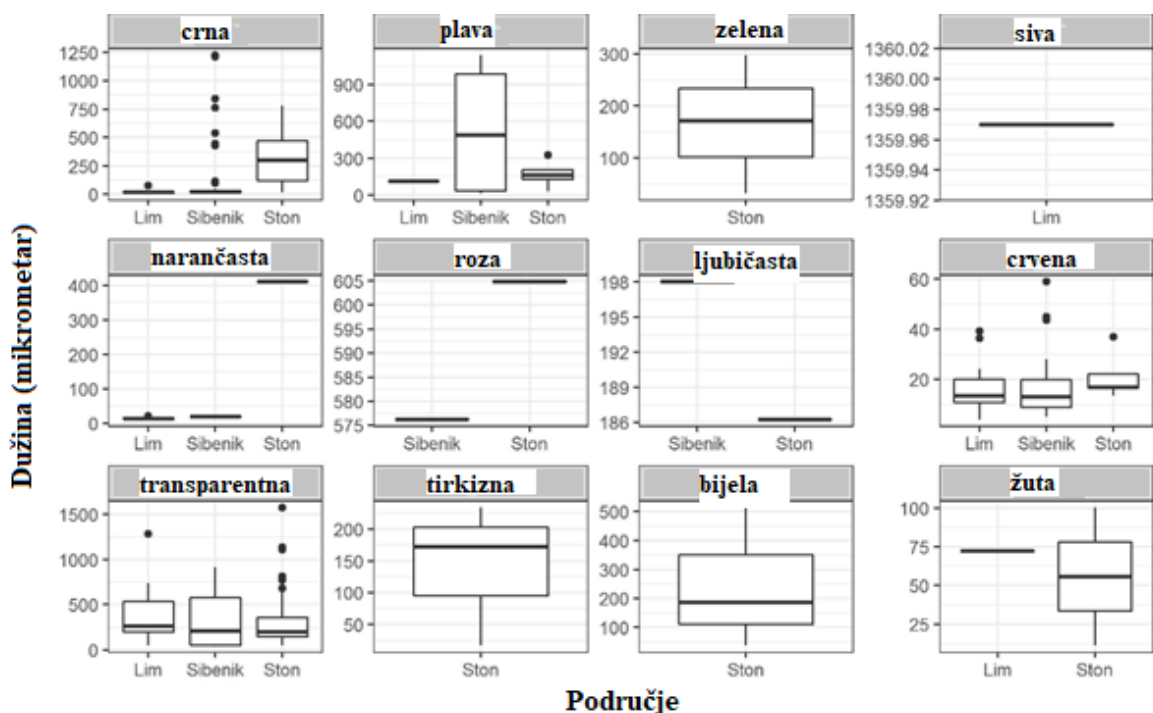 Dužina (mikrometar)
crna
1250
1000
750
500
250
0
Lim Sibenik Ston
plava
900
600
300
0
Lim Sibenik Ston
zelena
300
200
100
Ston
siva
1360.02
1360.00
1359.98
1359.96
1359.94
1359.92
Lim
narančasta
400
300
200
100
0
Lim Sibenik Ston
roza
605
600
595
590
585
580
575
Sibenik Ston
ljubičasta
198
195
192
189
186
Sibenik Ston
crvena
60
40
20
Lim Sibenik Ston
transparentna
1500
1000
500
0
Lim Sibenik Ston
tirkizna
200
150
100
50
Ston
bijela
500
400
300
200
100
Ston
žuta
100
75
50
25
Lim Ston
Područje